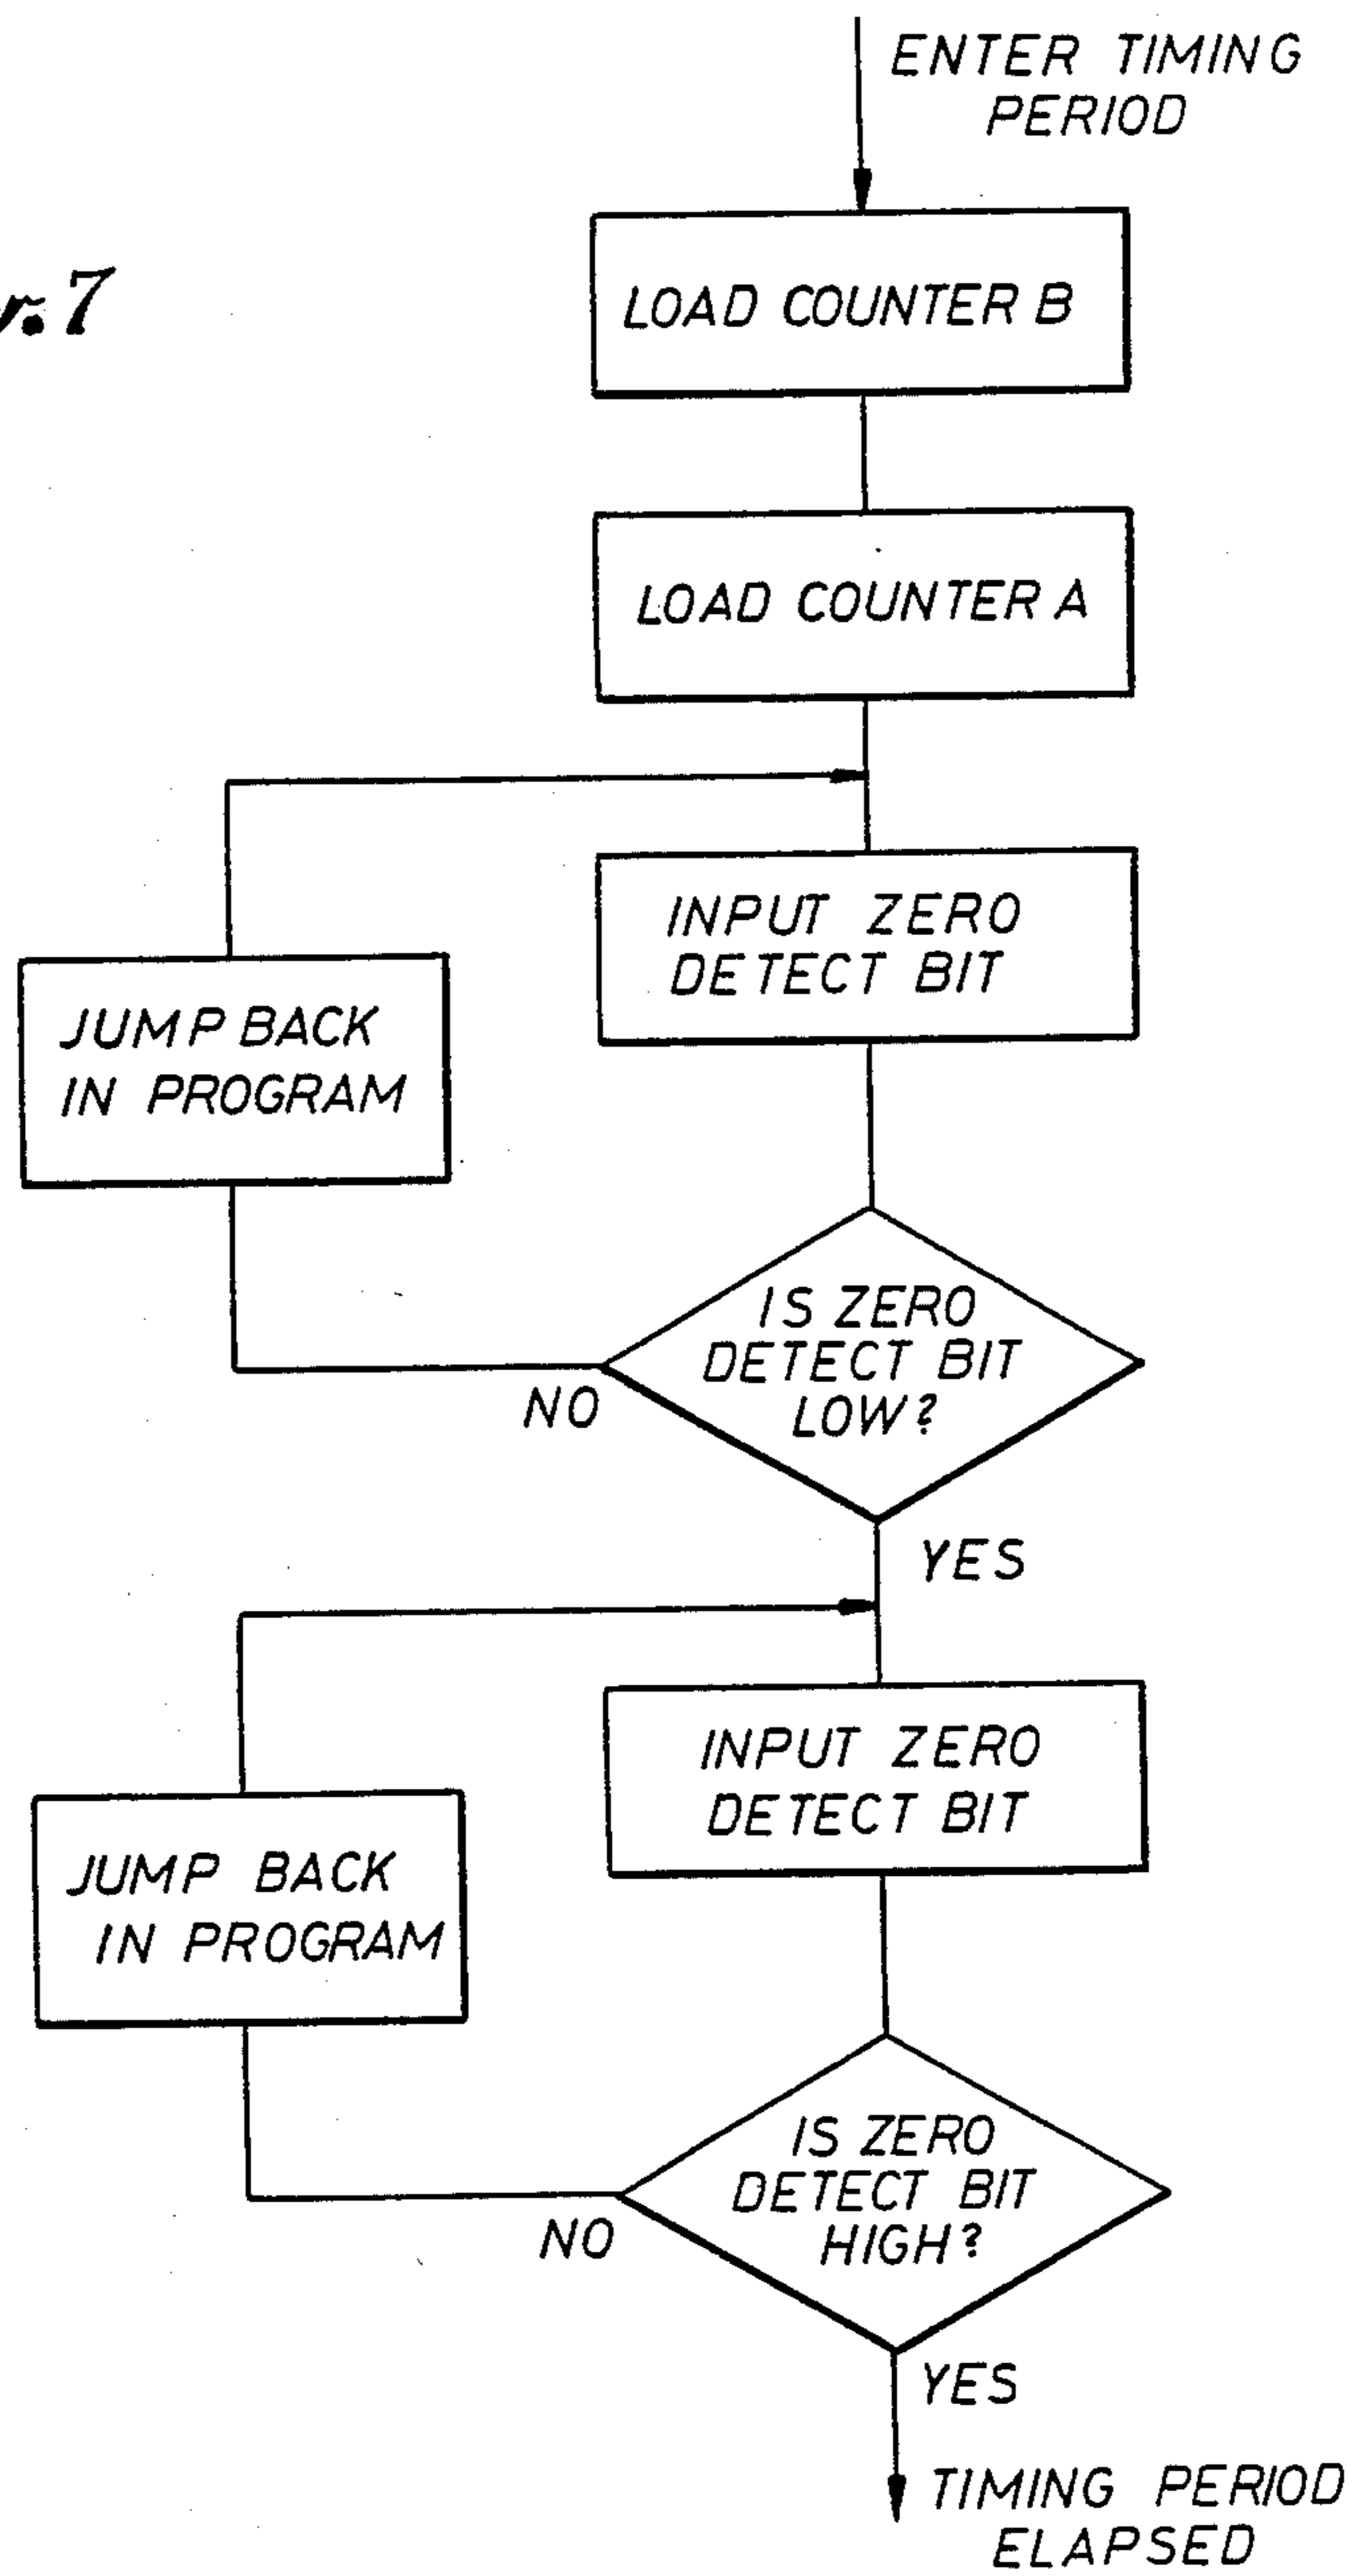 7
ENTER TIMING
PERIOD
LOAD COUNTER B
LOAD COUNTER A
INPUT ZERO
DETECT BIT
JUMP BACK
IN PROGRAM
IS ZERO
DETECT BIT
LOW?
NO
YES
INPUT ZERO
DETECT BIT
JUMP BACK
IN PROGRAM
IS ZERO
DETECT BIT
HIGH?
NO
YES
TIMING PERIOD
ELAPSED